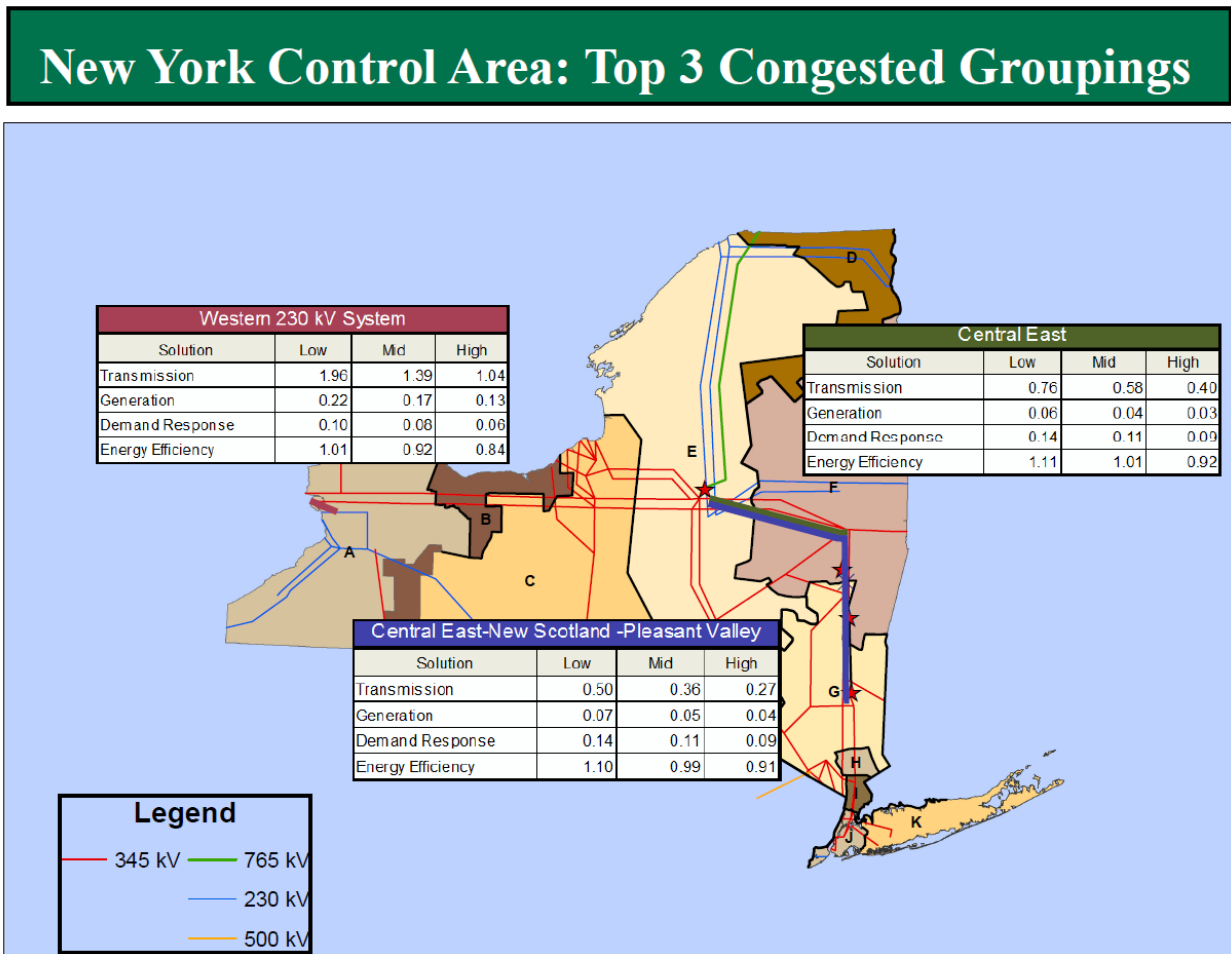 New York Control Area: Top 3 Congested Groupings
D
Western 230 kV System
Solution Low Mid High
Transmission 1.96 1.39 1.04
Generation 0.22 0.17 0.13
Demand Response 0.10 0.08 0.06
Energy Efficiency 1.01 0.92 0.84
Central East
Solution Low Mid High
Transmission 0.76 0.58 0.40
Generation 0.06 0.04 0.03
Demand Response 0.14 0.11 0.09
Energy Efficiency 1.11 1.01 0.92
E
F
B
A
C
Central East-New Scotland -Pleasant Valley
Solution Low Mid High
Transmission 0.50 0.36 0.27
Generation 0.07 0.05 0.04
Demand Response 0.14 0.11 0.09
Energy Efficiency 1.10 0.99 0.91
G
H
I
K
J
Legend
345 kV 765 kV
230 kV
500 kV